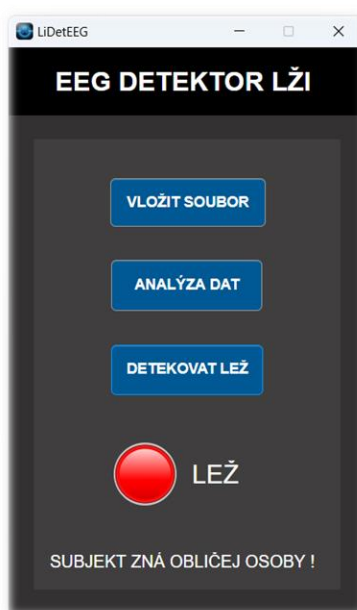 LiDetEEG
EEG DETEKTOR LŽI
VLOŽIT SOUBOR
ANALÝZA DAT
DETEKOVAT LEŽ
LEŽ
SUBJEKT ZNÁ OBLIČEJ OSOBY !